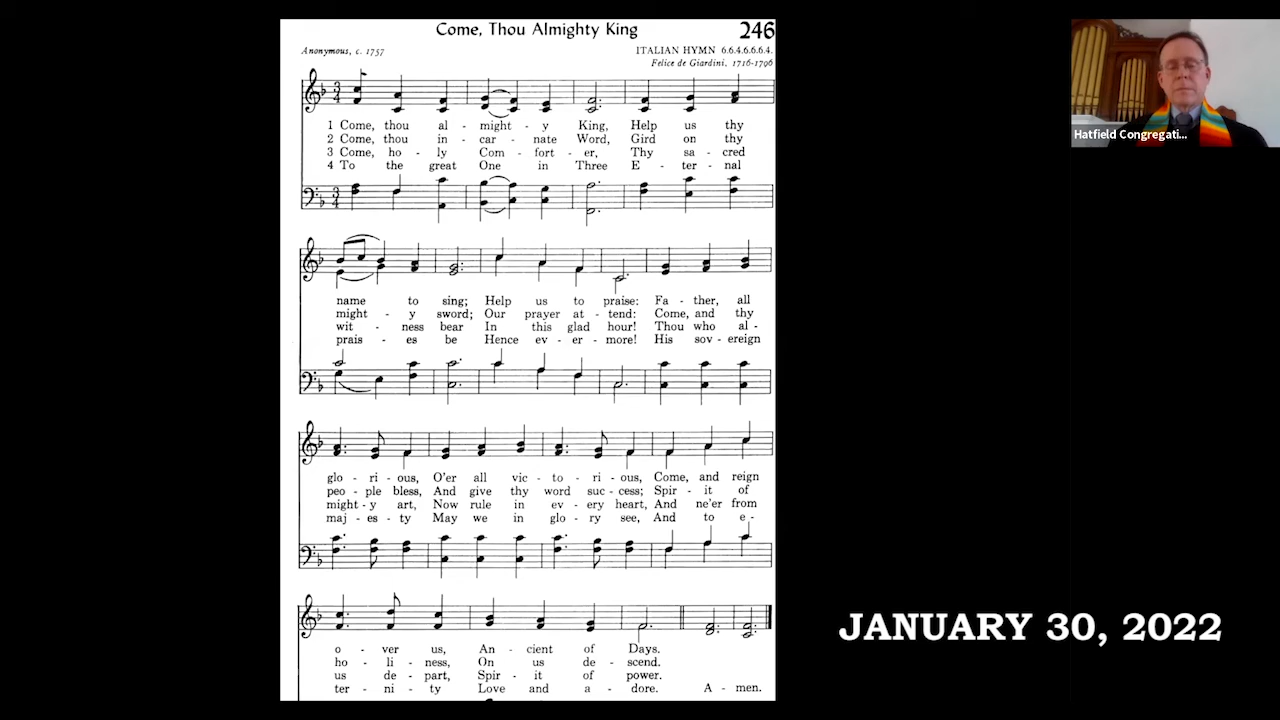 Come, Thou Almighty King
246
Anonymous, c. 1757
ITALIAN HYMN 6.6.4.6.6.6.4.
Felice de Giardini, 1716-1796
1 Come, thou al - might - y King, Help us thy
2 Come, thou in - car - nate Word, Gird on thy
3 Come, ho - ly Com - fort - er, Thy sa - cred
4 To the great One in Three E - ter - nal
name to sing; Help us to praise: Fa - ther, all
might - y sword; Our prayer at - tend: Come, and thy
wit - ness bear In this glad hour! Thou who al -
prais - es be Hence ev - er - more! His sov - ereign
glo - ri - ous, O'er all vic - to - ri - ous, Come, and reign
peo - ple bless, And give thy word suc - cess; Spir - it of
might - y art, Now rule in ev - ery heart, And ne'er from
maj - es - ty May we in glo - ry see, And to e -
o - ver us, An - cient of Days.
ho - li - ness, On us de - scend.
us de - part, Spir - it of power.
ter - ni - ty Love and a - dore. A - men.
Hatfield Congregati...
JANUARY 30, 2022